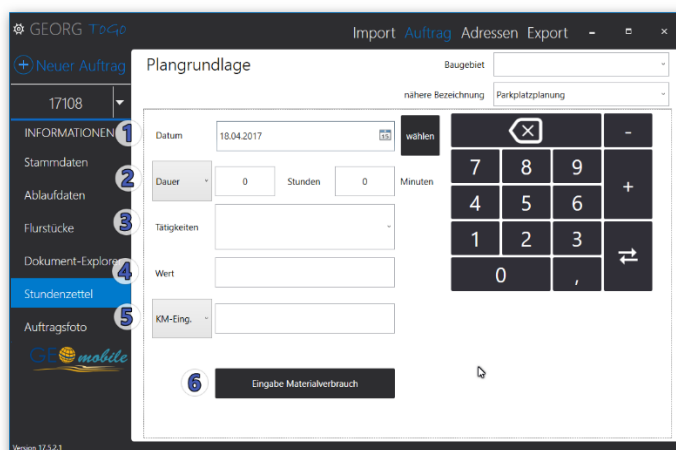 GEORG ToGo
Import Auftrag Adressen Export
+ Neuer Auftrag
17108
INFORMATIONEN
Stammdaten
Ablaufdaten
Flurstücke
Dokument-Explorer
Stundenzettel
Auftragsfoto
GEOmobile
Version 17.5.2.1
Plangrundlage
Baugebiet
nähere Bezeichnung Parkplatzplanung
1 Datum 18.04.2017 15 wählen
2 Dauer 0 Stunden 0 Minuten
3 Tätigkeiten
4 Wert
5 KM-Eing.
6 Eingabe Materialverbrauch
-
7 8 9 +
4 5 6
1 2 3
0 ,